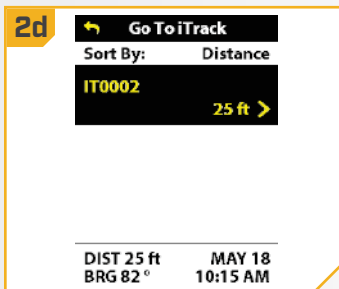 2d
Go To iTrack
Sort By: Distance
IT0002
25 ft
DIST 25 ft MAY 18
BRG 82° 10:15 AM